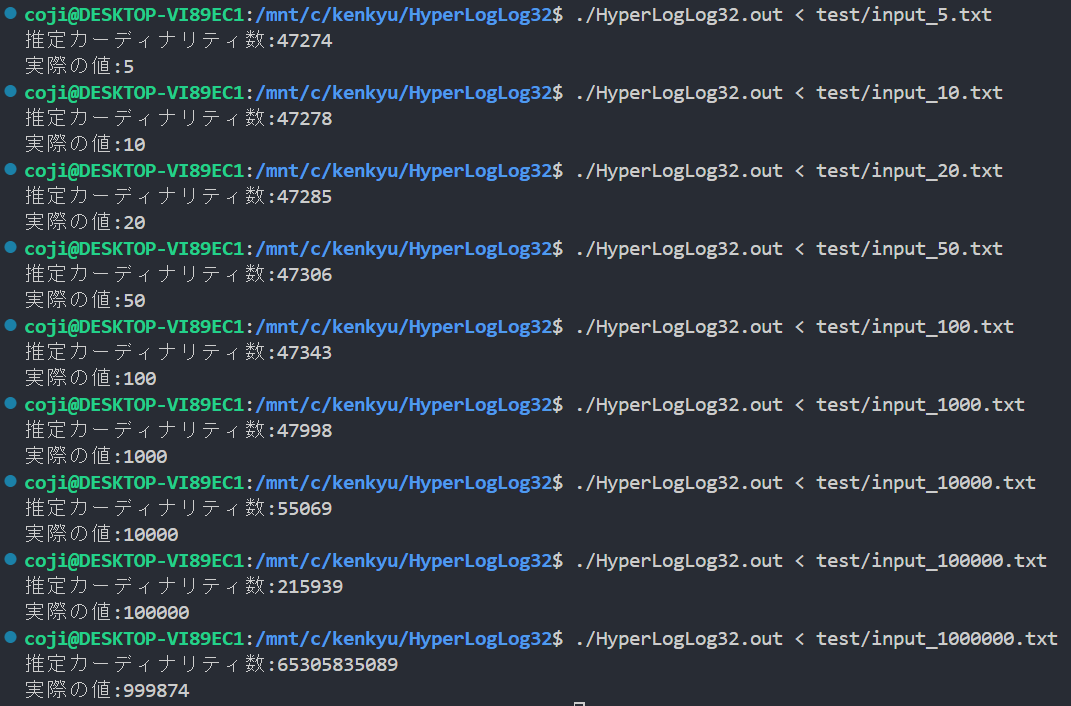 coji@DESKTOP-VI89EC1:/mnt/c/kenkyu/HyperLogLog32$ ./HyperLogLog32.out < test/input_5.txt
推定カーディナリティ数:47274
実際の値:5
coji@DESKTOP-VI89EC1:/mnt/c/kenkyu/HyperLogLog32$ ./HyperLogLog32.out < test/input_10.txt
推定カーディナリティ数:47278
実際の値:10
coji@DESKTOP-VI89EC1:/mnt/c/kenkyu/HyperLogLog32$ ./HyperLogLog32.out < test/input_20.txt
推定カーディナリティ数:47285
実際の値:20
coji@DESKTOP-VI89EC1:/mnt/c/kenkyu/HyperLogLog32$ ./HyperLogLog32.out < test/input_50.txt
推定カーディナリティ数:47306
実際の値:50
coji@DESKTOP-VI89EC1:/mnt/c/kenkyu/HyperLogLog32$ ./HyperLogLog32.out < test/input_100.txt
推定カーディナリティ数:47343
実際の値:100
coji@DESKTOP-VI89EC1:/mnt/c/kenkyu/HyperLogLog32$ ./HyperLogLog32.out < test/input_1000.txt
推定カーディナリティ数:47998
実際の値:1000
coji@DESKTOP-VI89EC1:/mnt/c/kenkyu/HyperLogLog32$ ./HyperLogLog32.out < test/input_10000.txt
推定カーディナリティ数:55069
実際の値:10000
coji@DESKTOP-VI89EC1:/mnt/c/kenkyu/HyperLogLog32$ ./HyperLogLog32.out < test/input_100000.txt
推定カーディナリティ数:215939
実際の値:100000
coji@DESKTOP-VI89EC1:/mnt/c/kenkyu/HyperLogLog32$ ./HyperLogLog32.out < test/input_1000000.txt
推定カーディナリティ数:65305835089
実際の値:999874